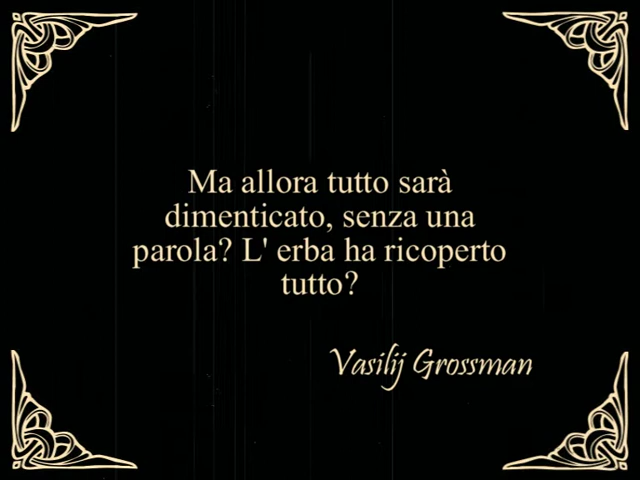 Ma allora tutto sarà
dimenticato, senza una
parola? L' erba ha ricoperto
tutto?
Vasilij Grossman